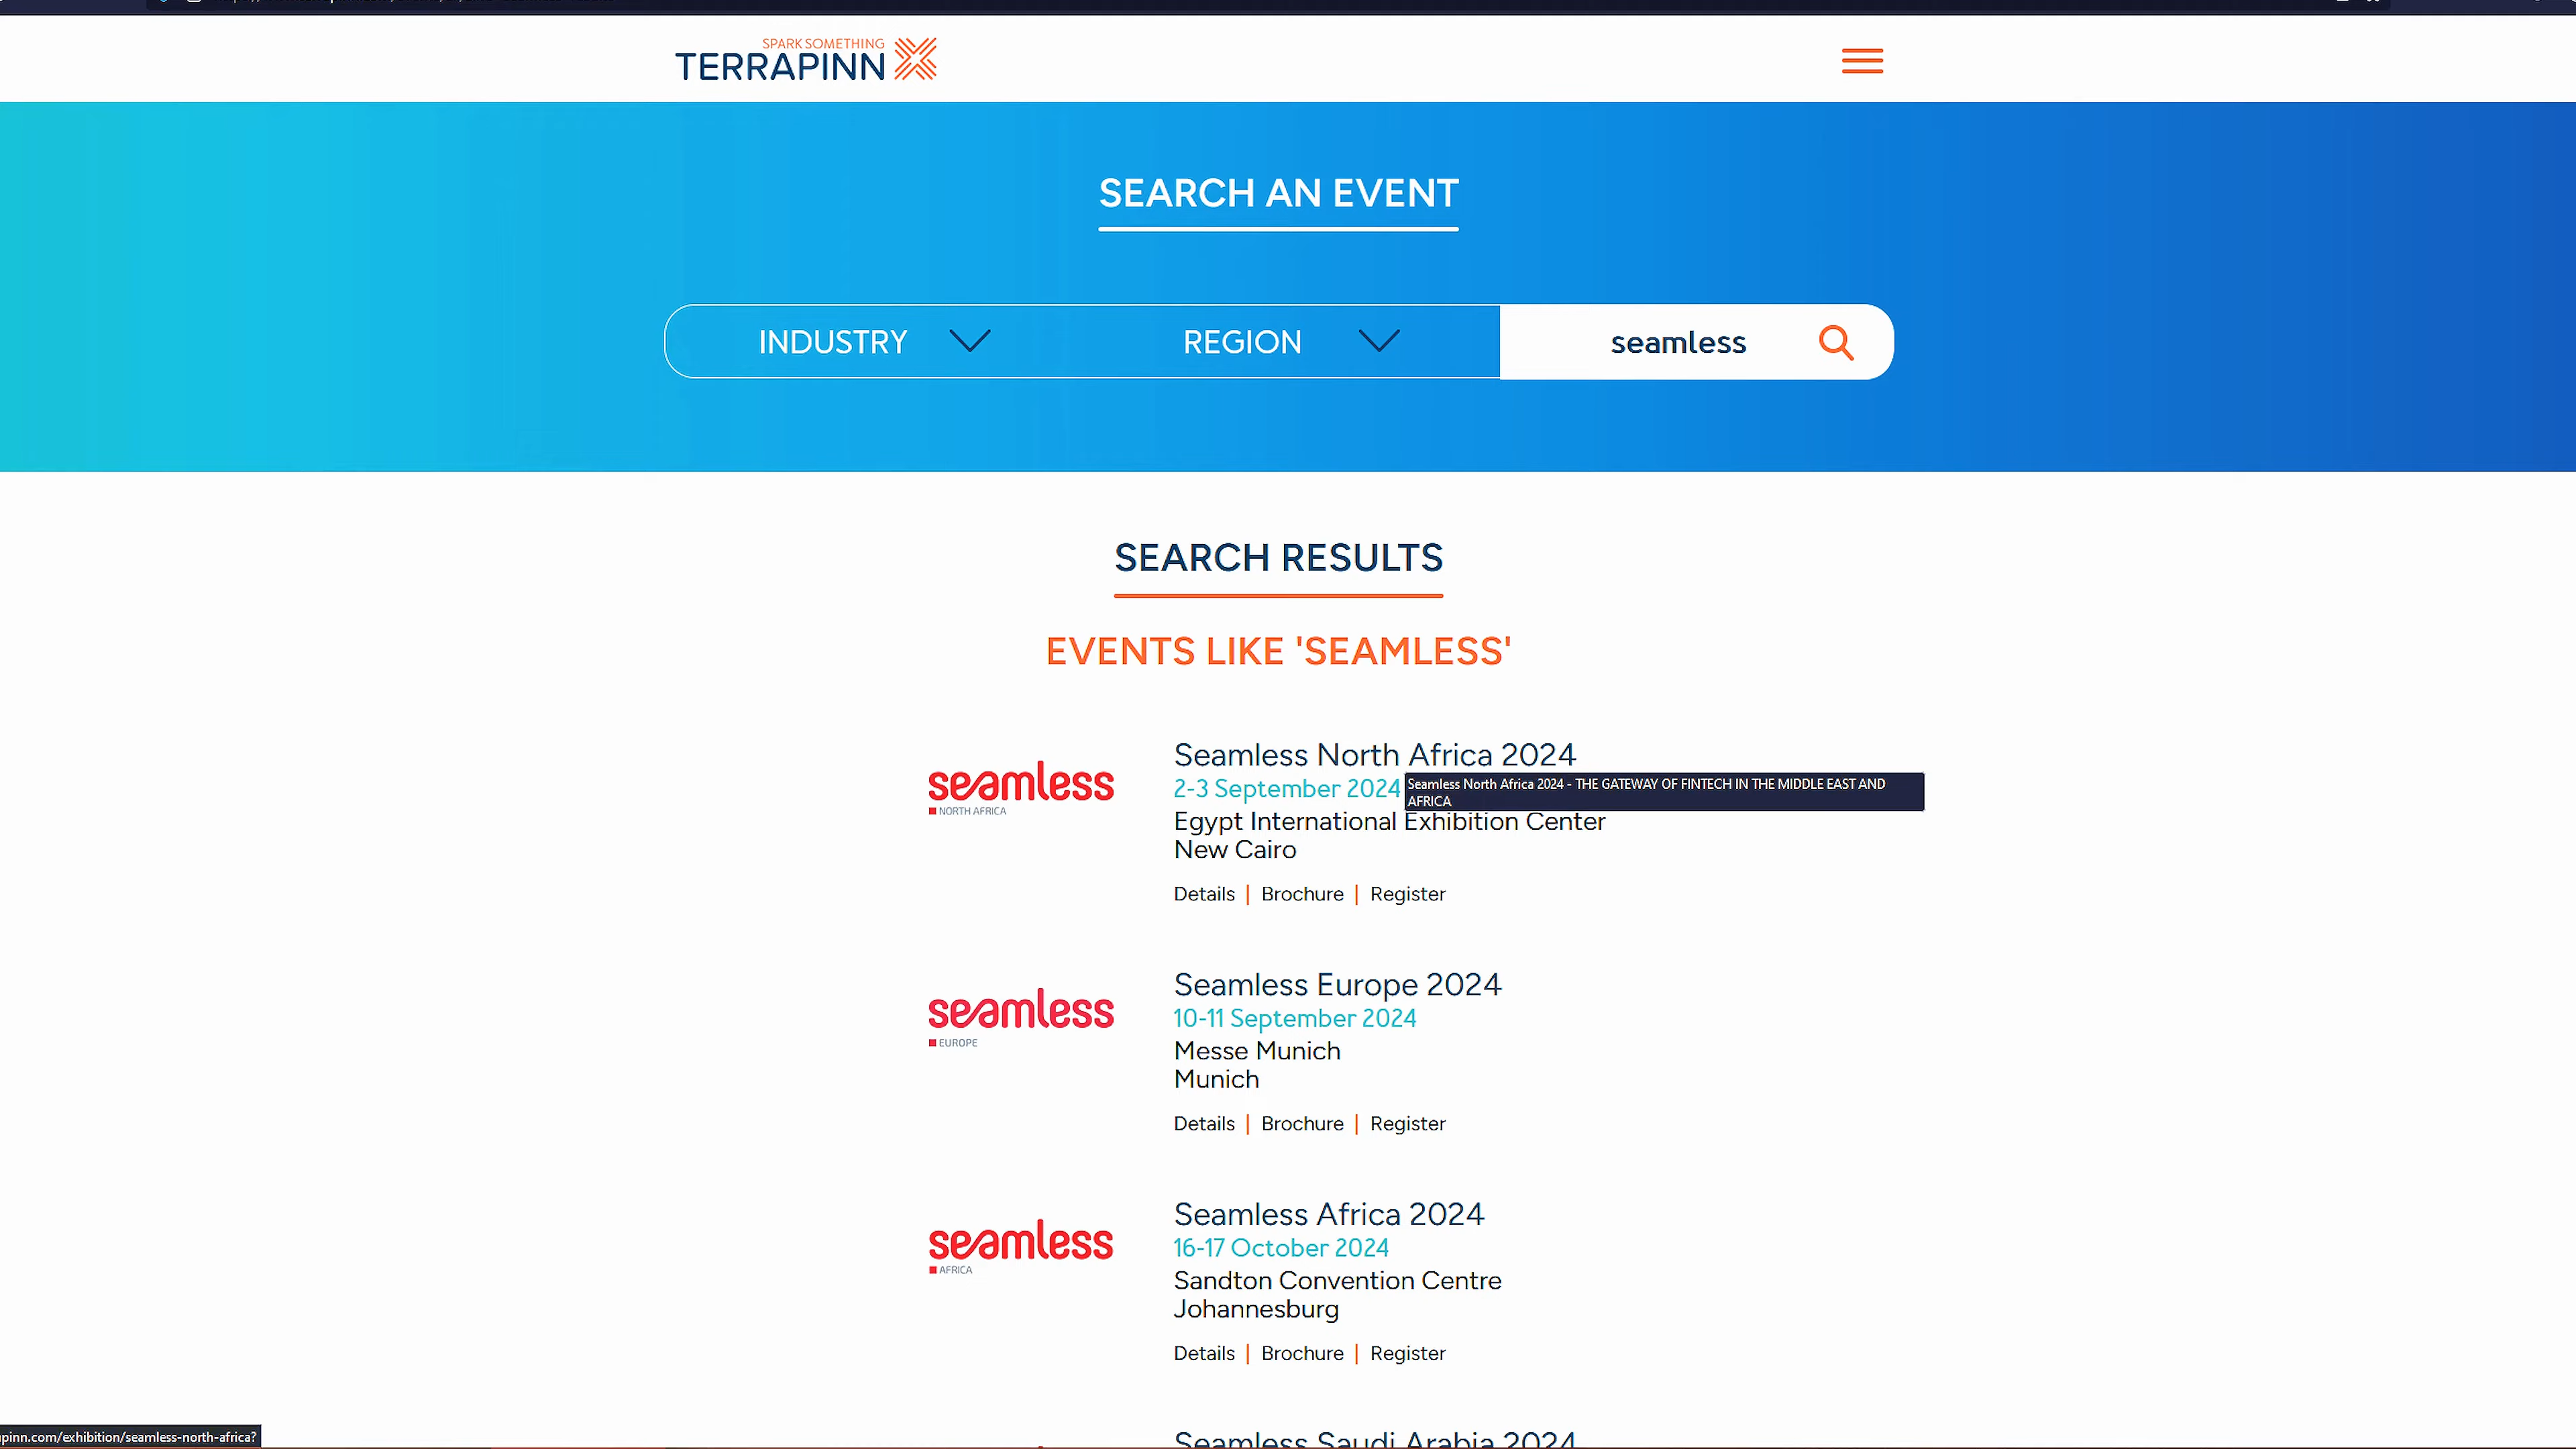 SPARK SOMETHING
TERRAPINN
SEARCH AN EVENT
INDUSTRY
REGION
seamless
SEARCH RESULTS
EVENTS LIKE 'SEAMLESS'
seamless
NORTH AFRICA
Seamless North Africa 2024
2-3 September 2024
Seamless North Africa 2024 - THE GATEWAY OF FINTECH IN THE MIDDLE EAST AND
AFRICA
Egypt International Exhibition Center
New Cairo
Details | Brochure | Register
seamless
EUROPE
Seamless Europe 2024
10-11 September 2024
Messe Munich
Munich
Details | Brochure | Register
seamless
AFRICA
Seamless Africa 2024
16-17 October 2024
Sandton Convention Centre
Johannesburg
Details | Brochure | Register
Seamless Saudi Arabia 2024
pinn.com/exhibition/seamless-north-africa?